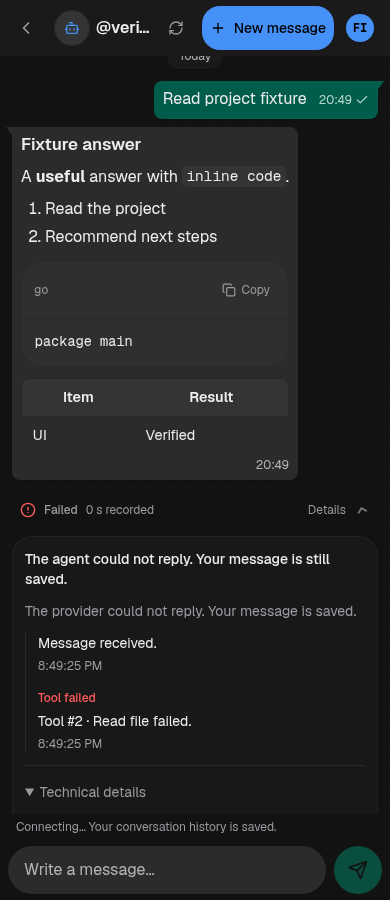 @veri...
+ New message
FI
Today
Read project fixture 20:49
Fixture answer
A useful answer with inline code.
1. Read the project
2. Recommend next steps
go
Copy
package main
Item Result
UI Verified
20:49
Failed 0 s recorded Details
The agent could not reply. Your message is still
saved.
The provider could not reply. Your message is saved.
Message received.
8:49:25 PM
Tool failed
Tool #2 · Read file failed.
8:49:25 PM
▼ Technical details
Connecting... Your conversation history is saved.
Write a message...